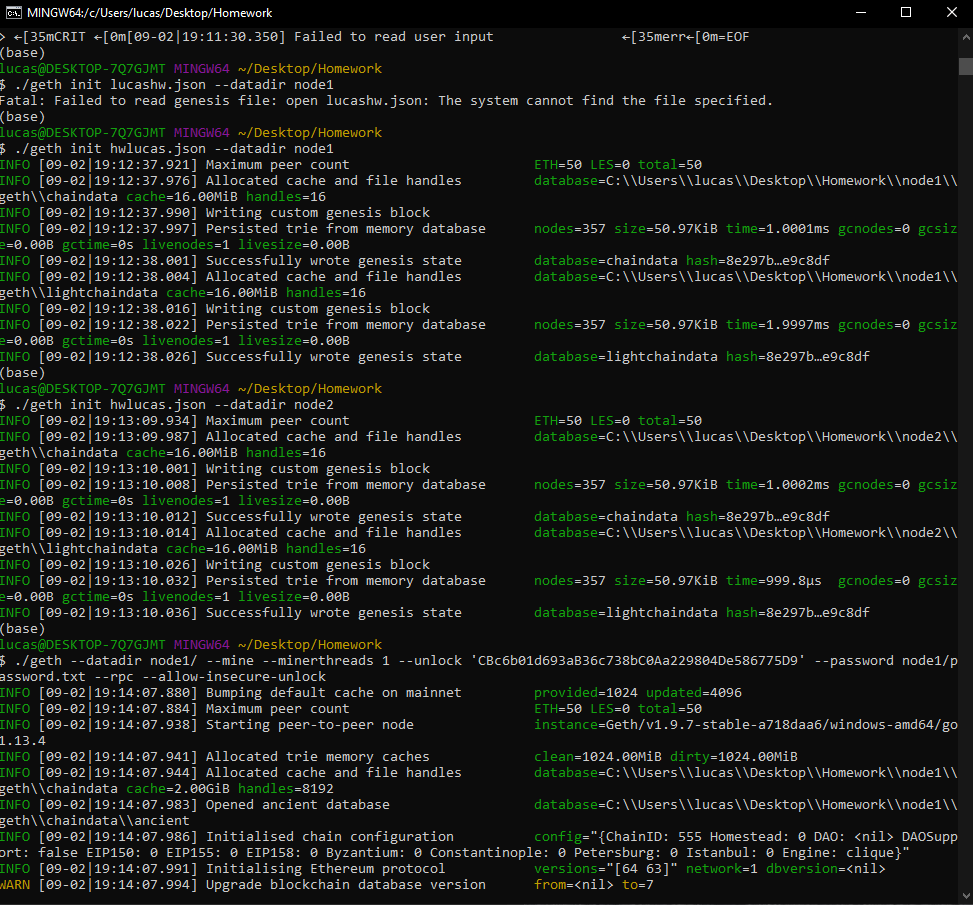 MINGW64:/c/Users/lucas/Desktop/Homework
> ←[35mCRIT ←[0m[09-02|19:11:30.350] Failed to read user input                ←[35merr←[0m=EOF
(base)
lucas@DESKTOP-7Q7GJMT MINGW64 ~/Desktop/Homework
$ ./geth init lucashw.json --datadir node1
Fatal: Failed to read genesis file: open lucashw.json: The system cannot find the file specified.
(base)
lucas@DESKTOP-7Q7GJMT MINGW64 ~/Desktop/Homework
$ ./geth init hwlucas.json --datadir node1
INFO [09-02|19:12:37.921] Maximum peer count                       ETH=50 LES=0 total=50
INFO [09-02|19:12:37.976] Allocated cache and file handles         database=C:\\Users\\lucas\\Desktop\\Homework\\node1\\
geth\\chaindata cache=16.00MiB handles=16
INFO [09-02|19:12:37.990] Writing custom genesis block
INFO [09-02|19:12:37.997] Persisted trie from memory database      nodes=357 size=50.97KiB time=1.0001ms gcnodes=0 gcsiz
e=0.00B gctime=0s livenodes=1 livesize=0.00B
INFO [09-02|19:12:38.001] Successfully wrote genesis state         database=chaindata hash=8e297b…e9c8df
INFO [09-02|19:12:38.004] Allocated cache and file handles         database=C:\\Users\\lucas\\Desktop\\Homework\\node1\\
geth\\lightchaindata cache=16.00MiB handles=16
INFO [09-02|19:12:38.016] Writing custom genesis block
INFO [09-02|19:12:38.022] Persisted trie from memory database      nodes=357 size=50.97KiB time=1.9997ms gcnodes=0 gcsiz
e=0.00B gctime=0s livenodes=1 livesize=0.00B
INFO [09-02|19:12:38.026] Successfully wrote genesis state         database=lightchaindata hash=8e297b…e9c8df
(base)
lucas@DESKTOP-7Q7GJMT MINGW64 ~/Desktop/Homework
$ ./geth init hwlucas.json --datadir node2
INFO [09-02|19:13:09.934] Maximum peer count                       ETH=50 LES=0 total=50
INFO [09-02|19:13:09.987] Allocated cache and file handles         database=C:\\Users\\lucas\\Desktop\\Homework\\node2\\
geth\\chaindata cache=16.00MiB handles=16
INFO [09-02|19:13:10.001] Writing custom genesis block
INFO [09-02|19:13:10.008] Persisted trie from memory database      nodes=357 size=50.97KiB time=1.0002ms gcnodes=0 gcsiz
e=0.00B gctime=0s livenodes=1 livesize=0.00B
INFO [09-02|19:13:10.012] Successfully wrote genesis state         database=chaindata hash=8e297b…e9c8df
INFO [09-02|19:13:10.014] Allocated cache and file handles         database=C:\\Users\\lucas\\Desktop\\Homework\\node2\\
geth\\lightchaindata cache=16.00MiB handles=16
INFO [09-02|19:13:10.026] Writing custom genesis block
INFO [09-02|19:13:10.032] Persisted trie from memory database      nodes=357 size=50.97KiB time=999.8µs  gcnodes=0 gcsiz
e=0.00B gctime=0s livenodes=1 livesize=0.00B
INFO [09-02|19:13:10.036] Successfully wrote genesis state         database=lightchaindata hash=8e297b…e9c8df
(base)
lucas@DESKTOP-7Q7GJMT MINGW64 ~/Desktop/Homework
$ ./geth --datadir node1/ --mine --minerthreads 1 --unlock 'CBc6b01d693aB36c738bC0Aa229804De586775D9' --password node1/p
assword.txt --rpc --allow-insecure-unlock
INFO [09-02|19:14:07.880] Bumping default cache on mainnet         provided=1024 updated=4096
INFO [09-02|19:14:07.884] Maximum peer count                       ETH=50 LES=0 total=50
INFO [09-02|19:14:07.938] Starting peer-to-peer node               instance=Geth/v1.9.7-stable-a718daa6/windows-amd64/go
1.13.4
INFO [09-02|19:14:07.941] Allocated trie memory caches             clean=1024.00MiB dirty=1024.00MiB
INFO [09-02|19:14:07.944] Allocated cache and file handles         database=C:\\Users\\lucas\\Desktop\\Homework\\node1\\
geth\\chaindata cache=2.00GiB handles=8192
INFO [09-02|19:14:07.983] Opened ancient database                  database=C:\\Users\\lucas\\Desktop\\Homework\\node1\\
geth\\chaindata\\ancient
INFO [09-02|19:14:07.986] Initialised chain configuration          config="{ChainID: 555 Homestead: 0 DAO: <nil> DAOSupp
ort: false EIP150: 0 EIP155: 0 EIP158: 0 Byzantium: 0 Constantinople: 0 Petersburg: 0 Istanbul: 0 Engine: clique}"
INFO [09-02|19:14:07.991] Initialising Ethereum protocol           versions="[64 63]" network=1 dbversion=<nil>
WARN [09-02|19:14:07.994] Upgrade blockchain database version      from=<nil> to=7